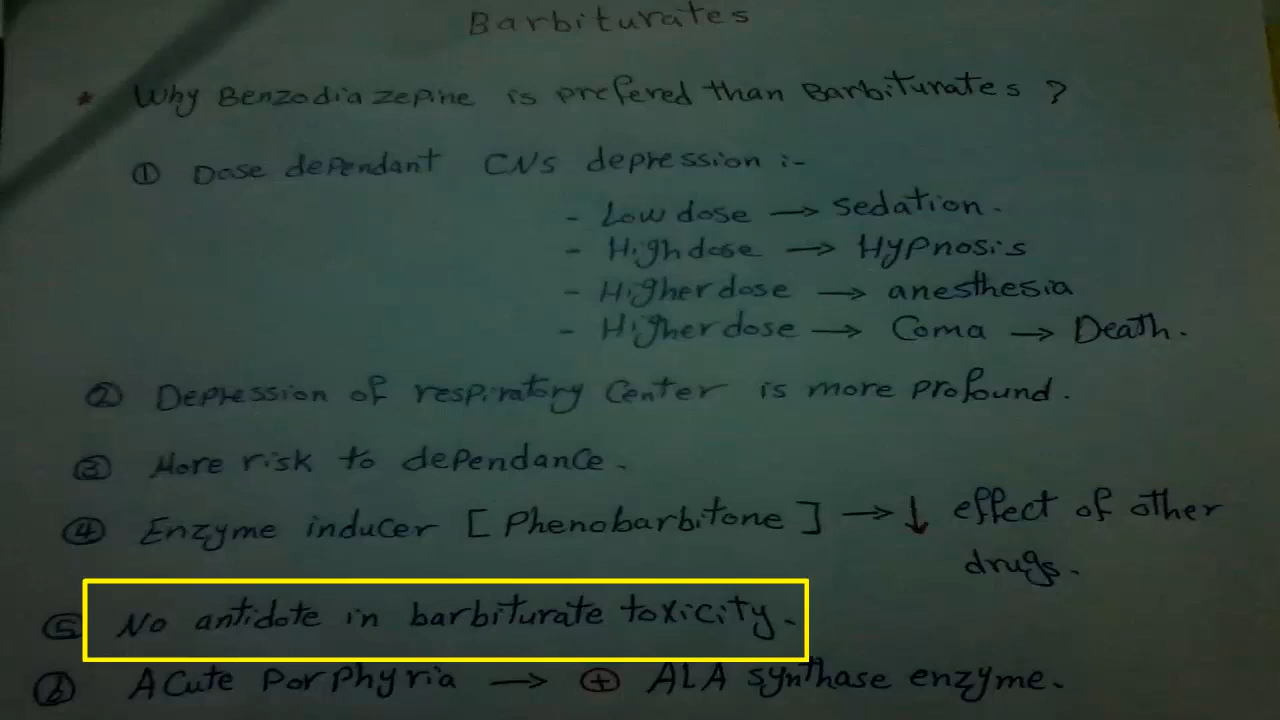 Barbiturates
* Why Benzodiazepine is prefered than Barbiturates ?
① Dose dependant CNS depression :-
- Low dose → sedation.
- High dose → Hypnosis
- Higher dose → anesthesia
- Higher dose → Coma → Death.
② Depression of respiratory Center is more profound.
③ More risk to dependance.
④ Enzyme inducer [Phenobarbitone] → ↓ effect of other
drugs.
⑤ No antidote in barbiturate toxicity.
⑥ Acute Porphyria → ⊕ ALA synthase enzyme.